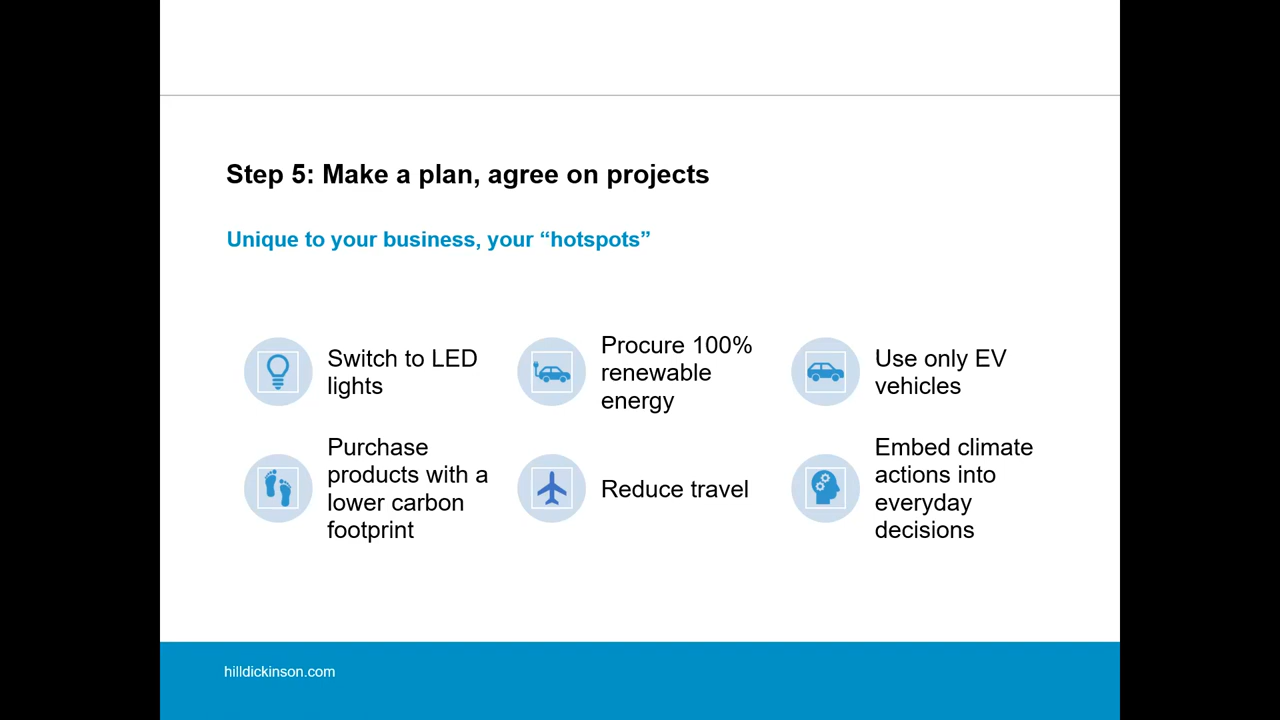 Step 5: Make a plan, agree on projects
Unique to your business, your “hotspots”
Switch to LED
lights
Procure 100%
renewable
energy
Use only EV
vehicles
Purchase
products with a
lower carbon
footprint
Reduce travel
Embed climate
actions into
everyday
decisions
hilldickinson.com